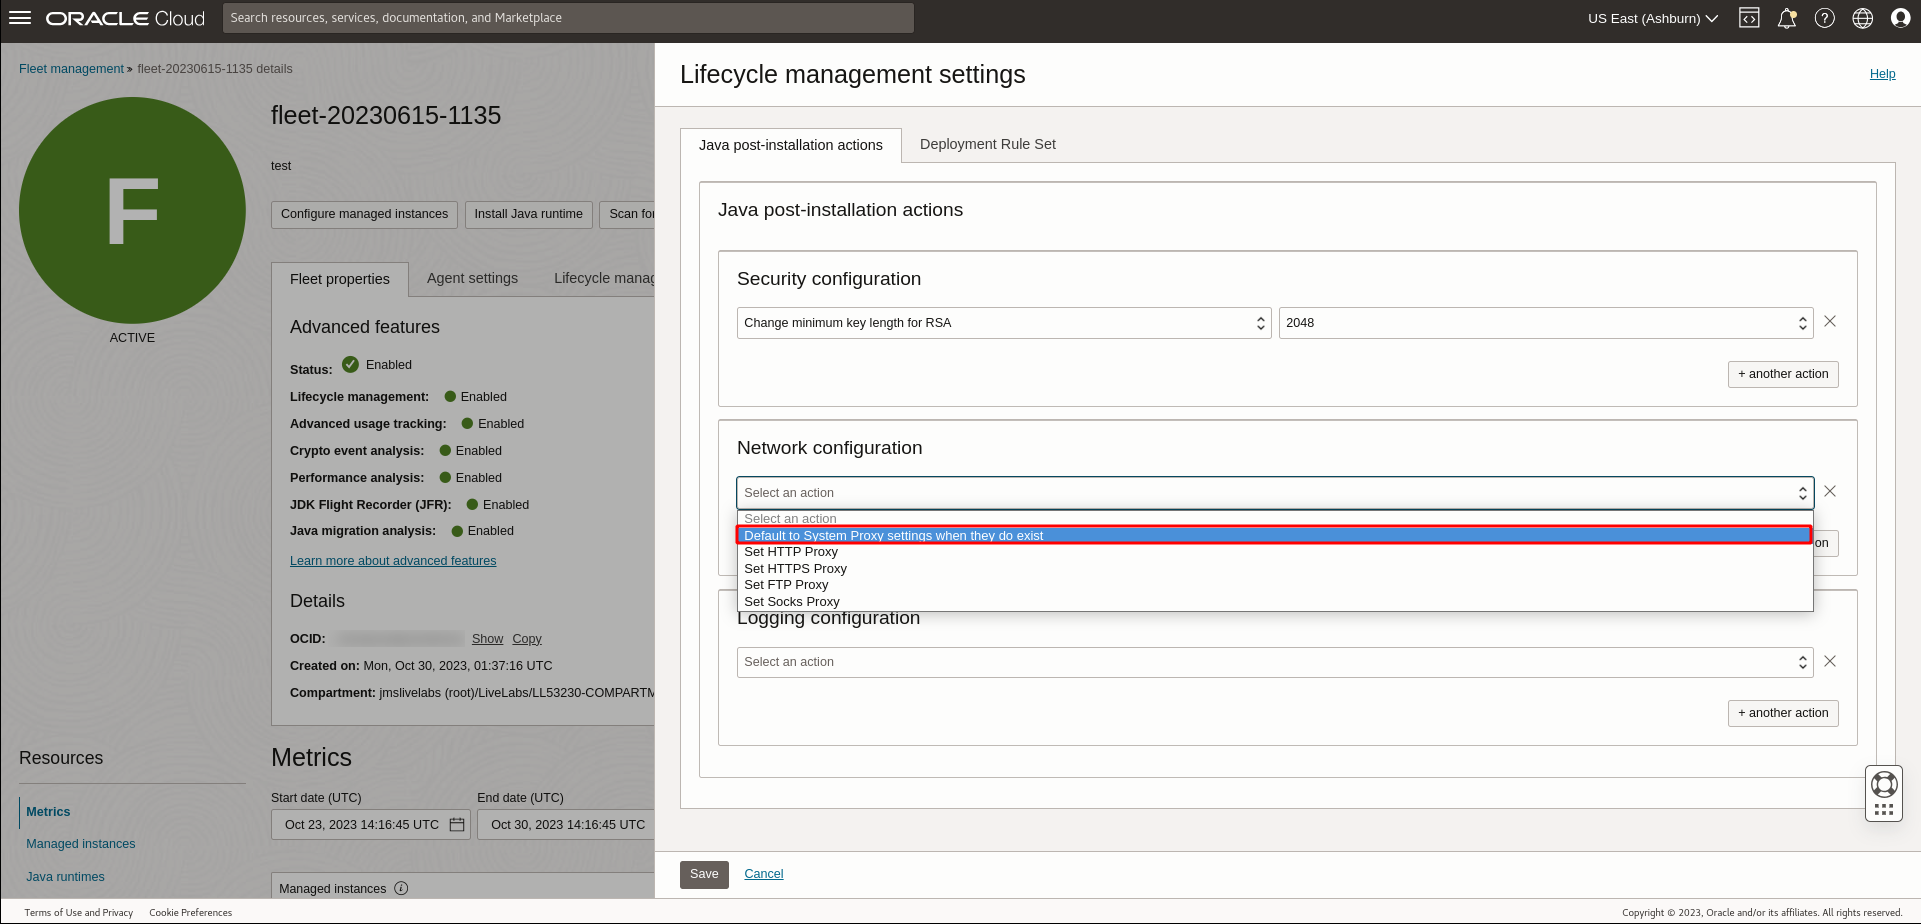 ORACLE Cloud
Search resources, services, documentation, and Marketplace
US East (Ashburn)
Fleet management » fleet-20230615-1135 details
F
ACTIVE
fleet-20230615-1135
test
Configure managed instances
Install Java runtime
Scan for
Fleet properties
Agent settings
Lifecycle manag
Advanced features
Status: Enabled
Lifecycle management: Enabled
Advanced usage tracking: Enabled
Crypto event analysis: Enabled
Performance analysis: Enabled
JDK Flight Recorder (JFR): Enabled
Java migration analysis: Enabled
Learn more about advanced features
Details
OCID: Show Copy
Created on: Mon, Oct 30, 2023, 01:37:16 UTC
Compartment: jmslivelabs (root)/LiveLabs/LL53230-COMPARTM
Resources
Metrics
Managed instances
Java runtimes
Metrics
Start date (UTC)
End date (UTC)
Oct 23, 2023 14:16:45 UTC
Oct 30, 2023 14:16:45 UTC
Managed instances
Lifecycle management settings
Help
Java post-installation actions
Deployment Rule Set
Java post-installation actions
Security configuration
Change minimum key length for RSA
2048
+ another action
Network configuration
Select an action
Select an action
Default to System Proxy settings when they do exist
Set HTTP Proxy
Set HTTPS Proxy
Set FTP Proxy
Set Socks Proxy
on
Logging configuration
Select an action
+ another action
Save
Cancel
Terms of Use and Privacy
Cookie Preferences
Copyright © 2023, Oracle and/or its affiliates. All rights reserved.